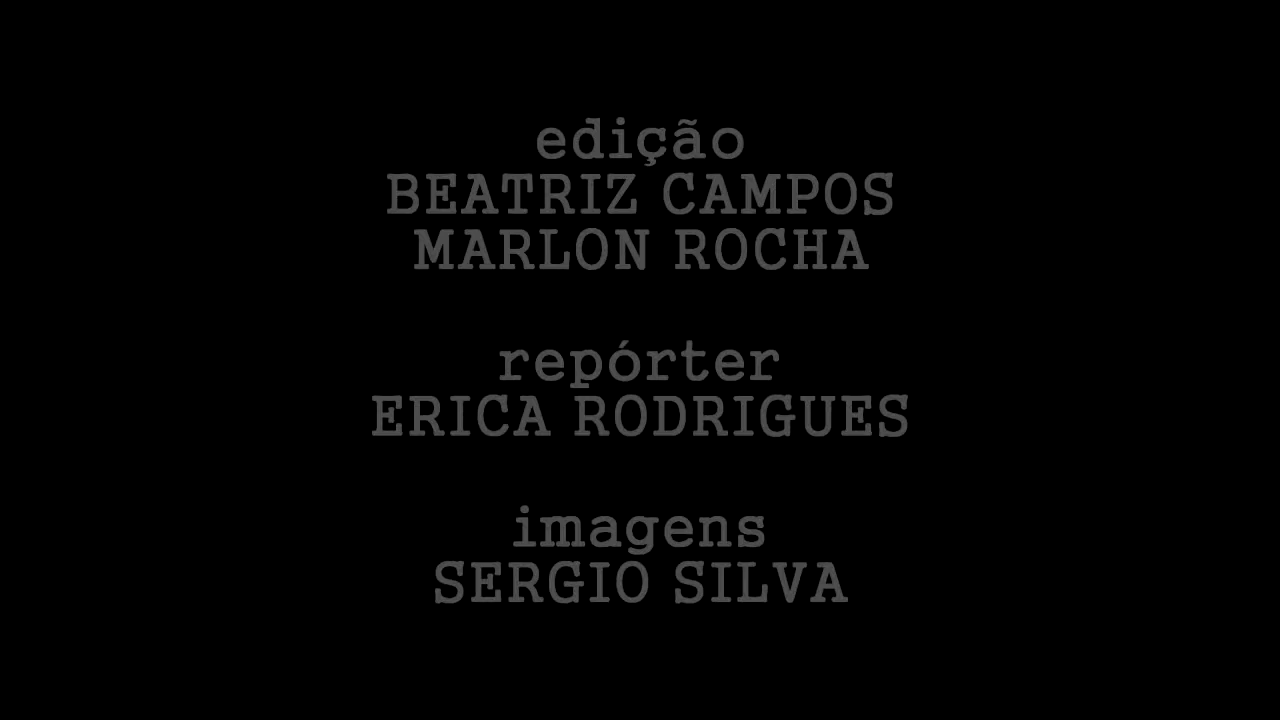 edição
BEATRIZ CAMPOS
MARLON ROCHA
repórter
ERICA RODRIGUES
imagens
SERGIO SILVA